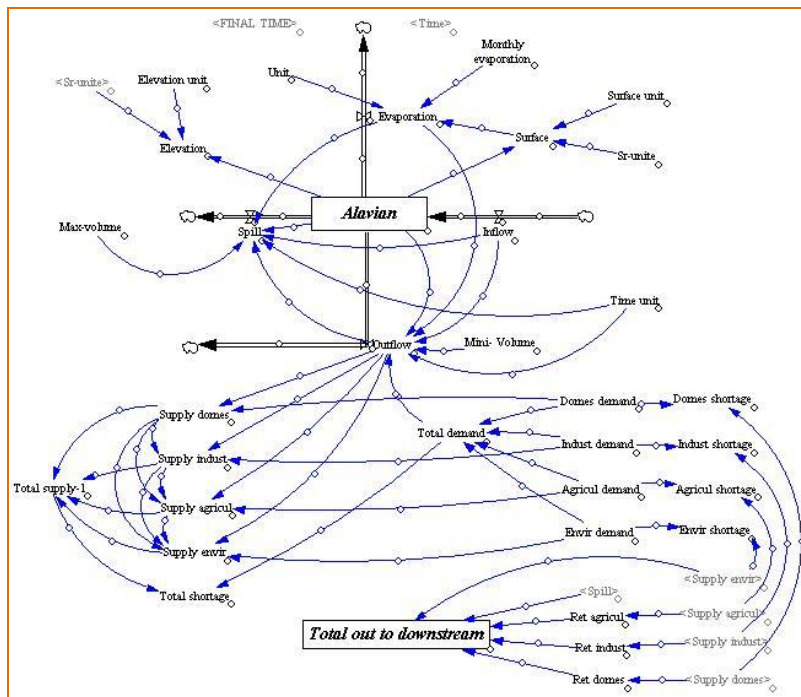 <FINAL TIME>
<Time>
Monthly
evaporation
<Sr-unite>
Elevation unit
Unit
Surface unit
Evaporation
Elevation
Surface
Sr-unite
Alavian
Max-volume
Spill
Inflow
Time unit
Outflow
Mini- Volume
Supply domes
Domes demand
Domes shortage
Total demand
Supply indust
Indust demand
Indust shortage
Total supply-1
Supply agricul
Agricul demand
Agricul shortage
Supply envir
Envir demand
Envir shortage
Total shortage
<Supply envir>
<Spill>
Total out to downstream
Ret agricul
<Supply agricul>
Ret indust
<Supply indust>
Ret domes
<Supply domes>